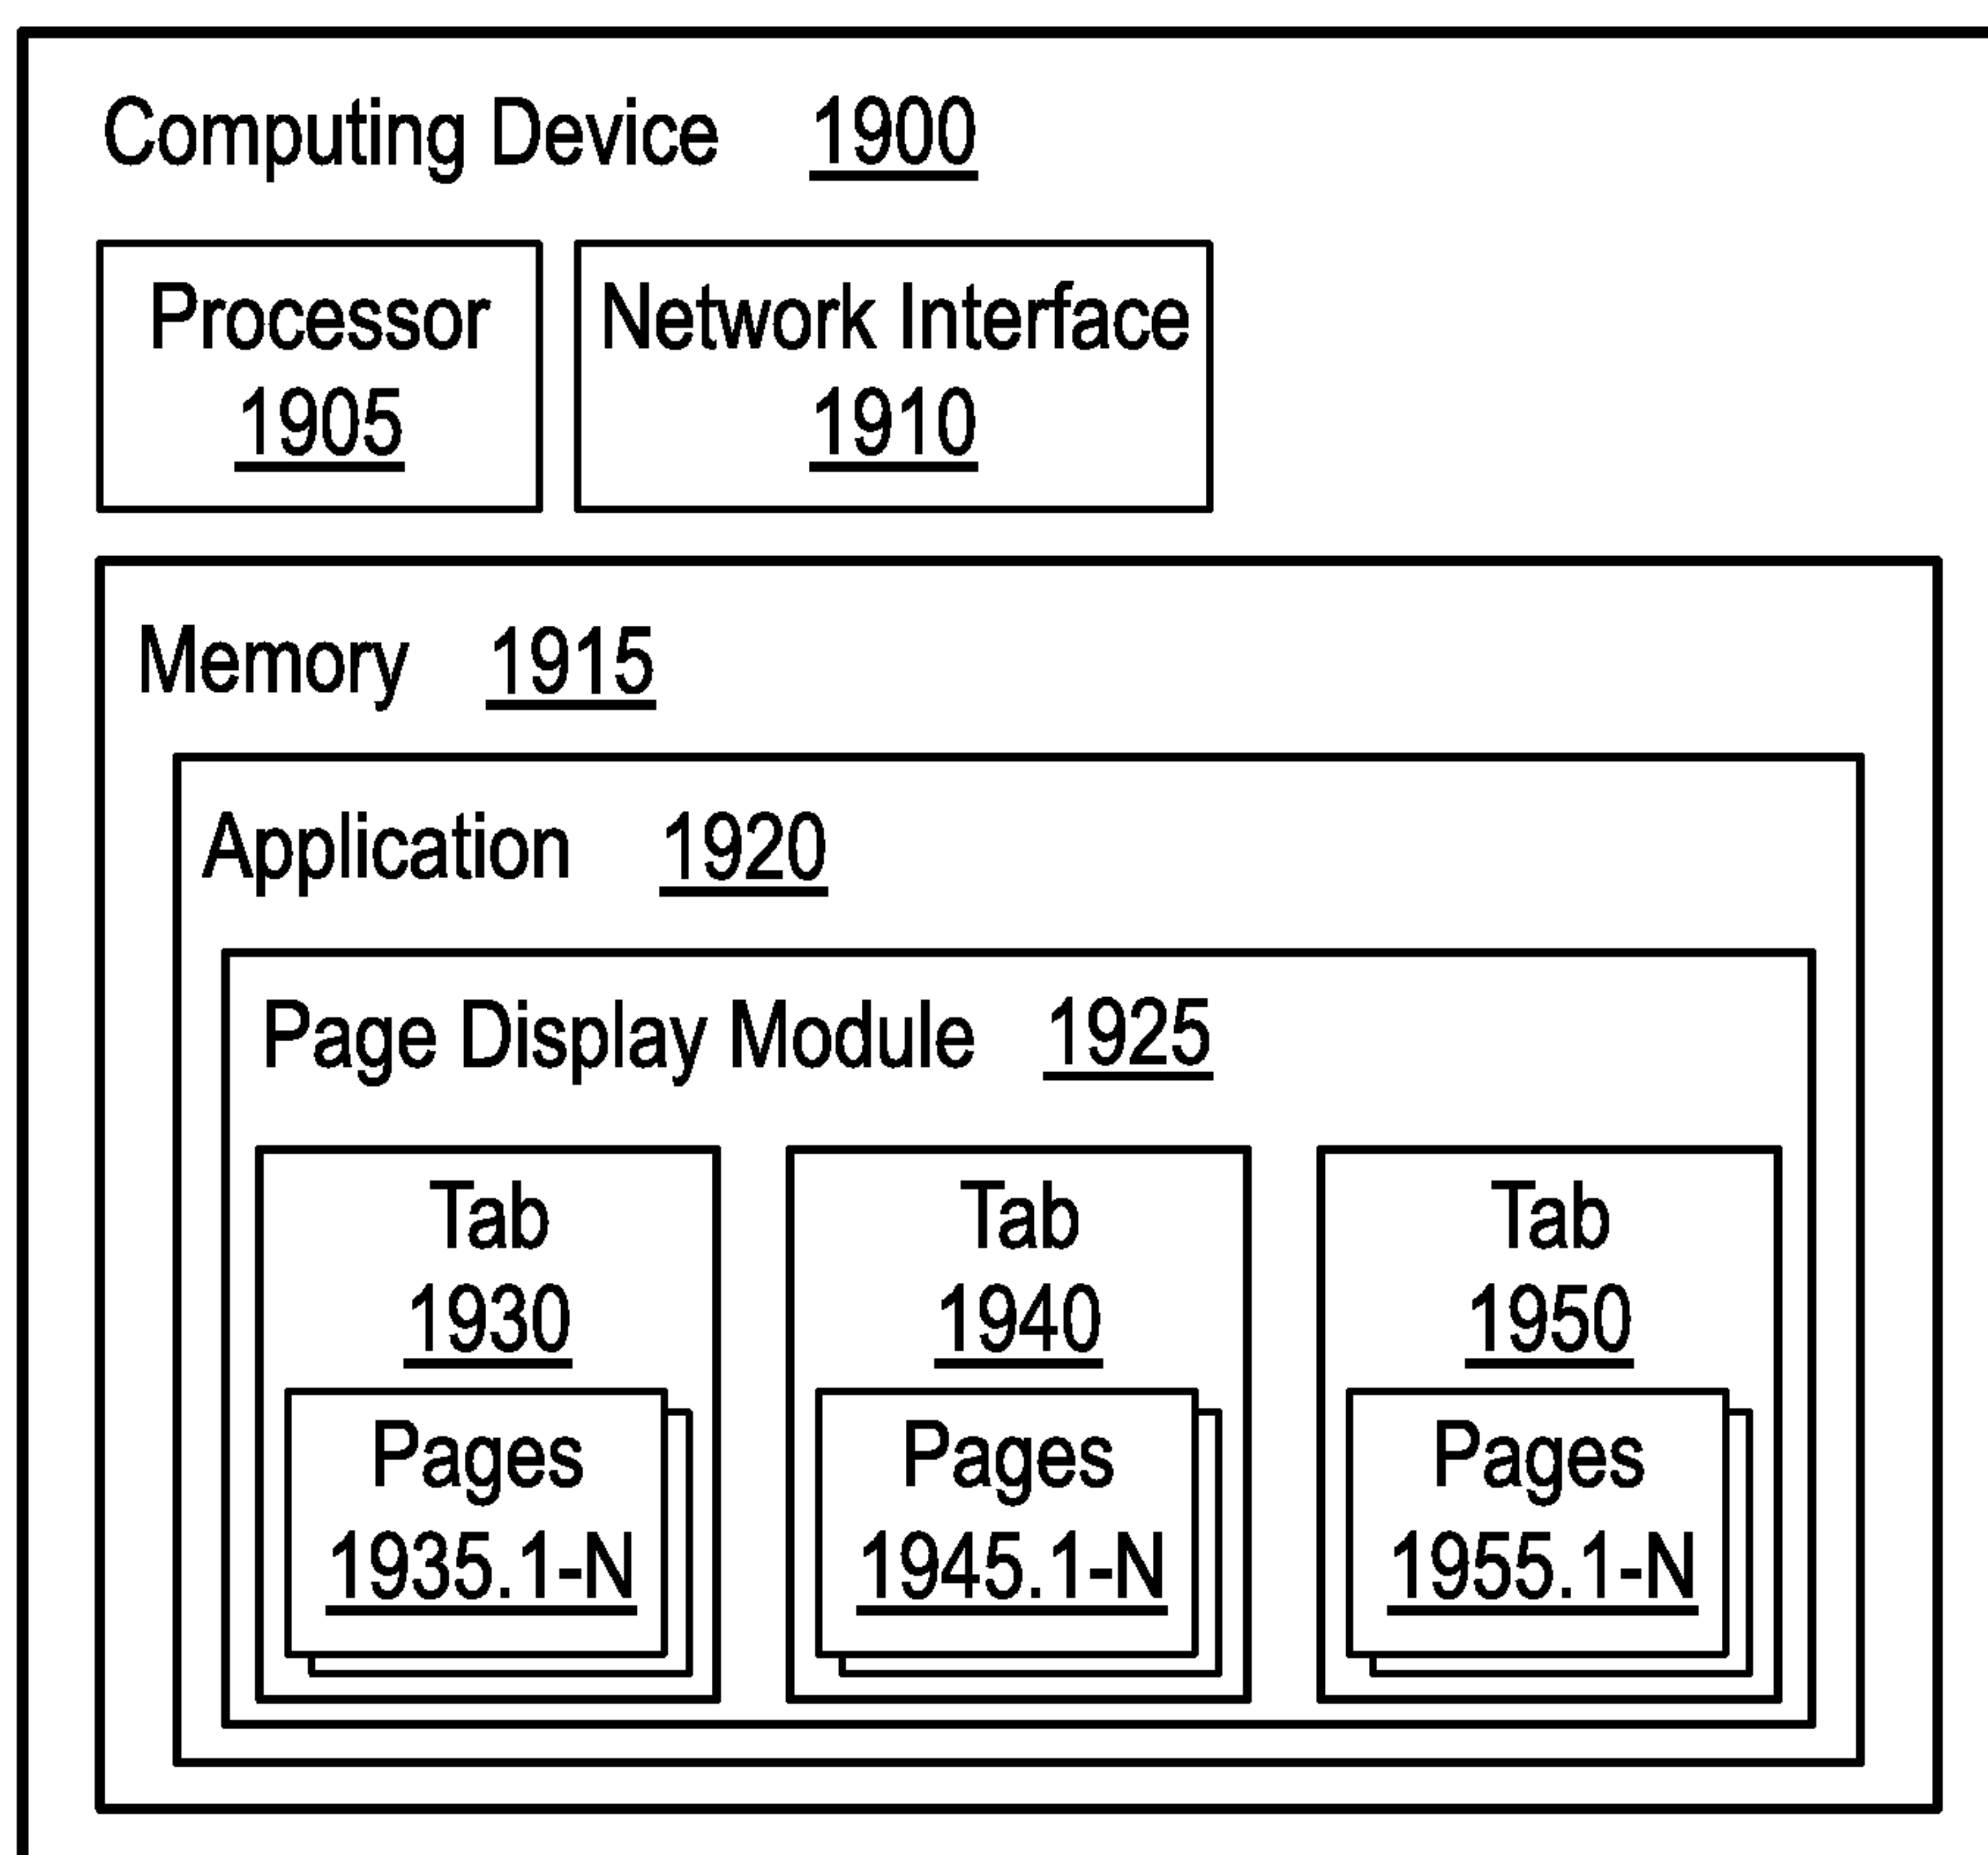 Computing Device 1900
Processor
1905
Network Interface
1910
Memory 1915
Application 1920
Page Display Module 1925
Tab
1930
Pages
1935.1-N
Tab
1940
Pages
1945.1-N
Tab
1950
Pages
1955.1-N